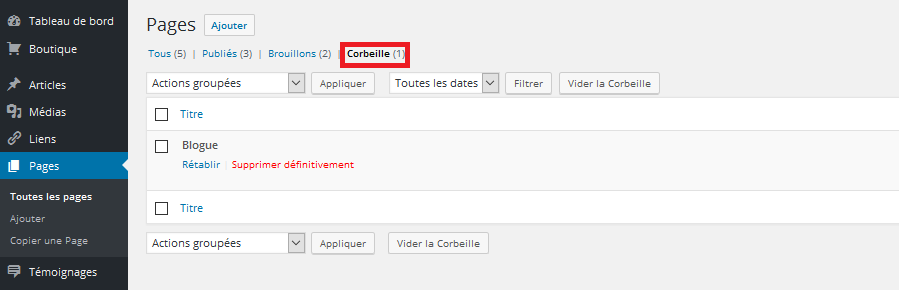 Tableau de bord
Boutique
Articles
Médias
Liens
Pages
Toutes les pages
Ajouter
Copier une Page
Témoignages
Pages Ajouter
Tous (5) | Publiés (3) | Brouillons (2) | Corbeille (1)
Actions groupées Appliquer Toutes les dates Filtrer Vider la Corbeille
Titre
Blogue
Rétablir | Supprimer définitivement
Titre
Actions groupées Appliquer Vider la Corbeille